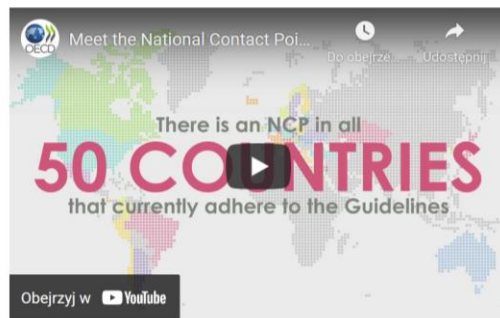 OECD
Meet the National Contact Poi...
Do obejrze...
Udostępnij
There is an NCP in all
50 COUNTRIES
that currently adhere to the Guidelines
Obejrzyj w YouTube